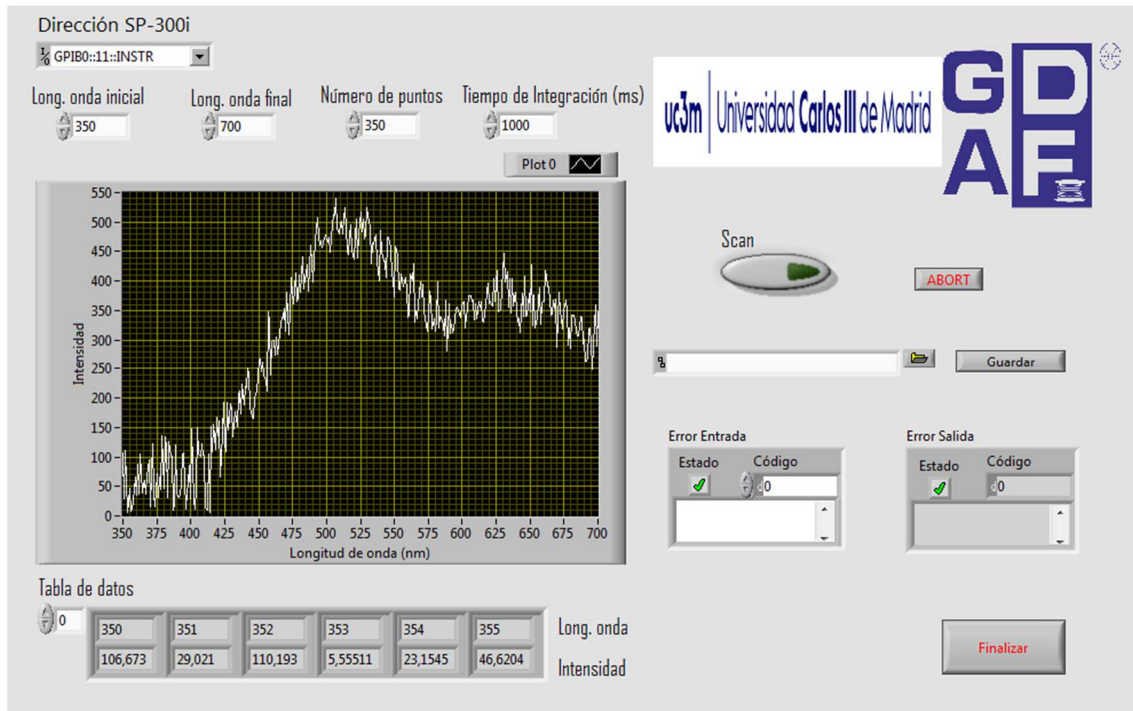 Dirección SP-300i
GPIB0::11::INSTR
Long. onda inicial
Long. onda final
Número de puntos
Tiempo de Integración (ms)
350
700
350
1000
uc3m | Universidad Carlos III de Madrid
GD
AF
Plot 0
550
500
450
400
350
300
250
200
150
100
50
0
Intensidad
350 375 400 425 450 475 500 525 550 575 600 625 650 675 700
Longitud de onda (nm)
Scan
ABORT
Guardar
Error Entrada
Estado
Código
d0
Error Salida
Estado
Código
d0
Tabla de datos
0
350 351 352 353 354 355 Long. onda
106,673 29,021 110,193 5,55511 23,1545 46,6204 Intensidad
Finalizar